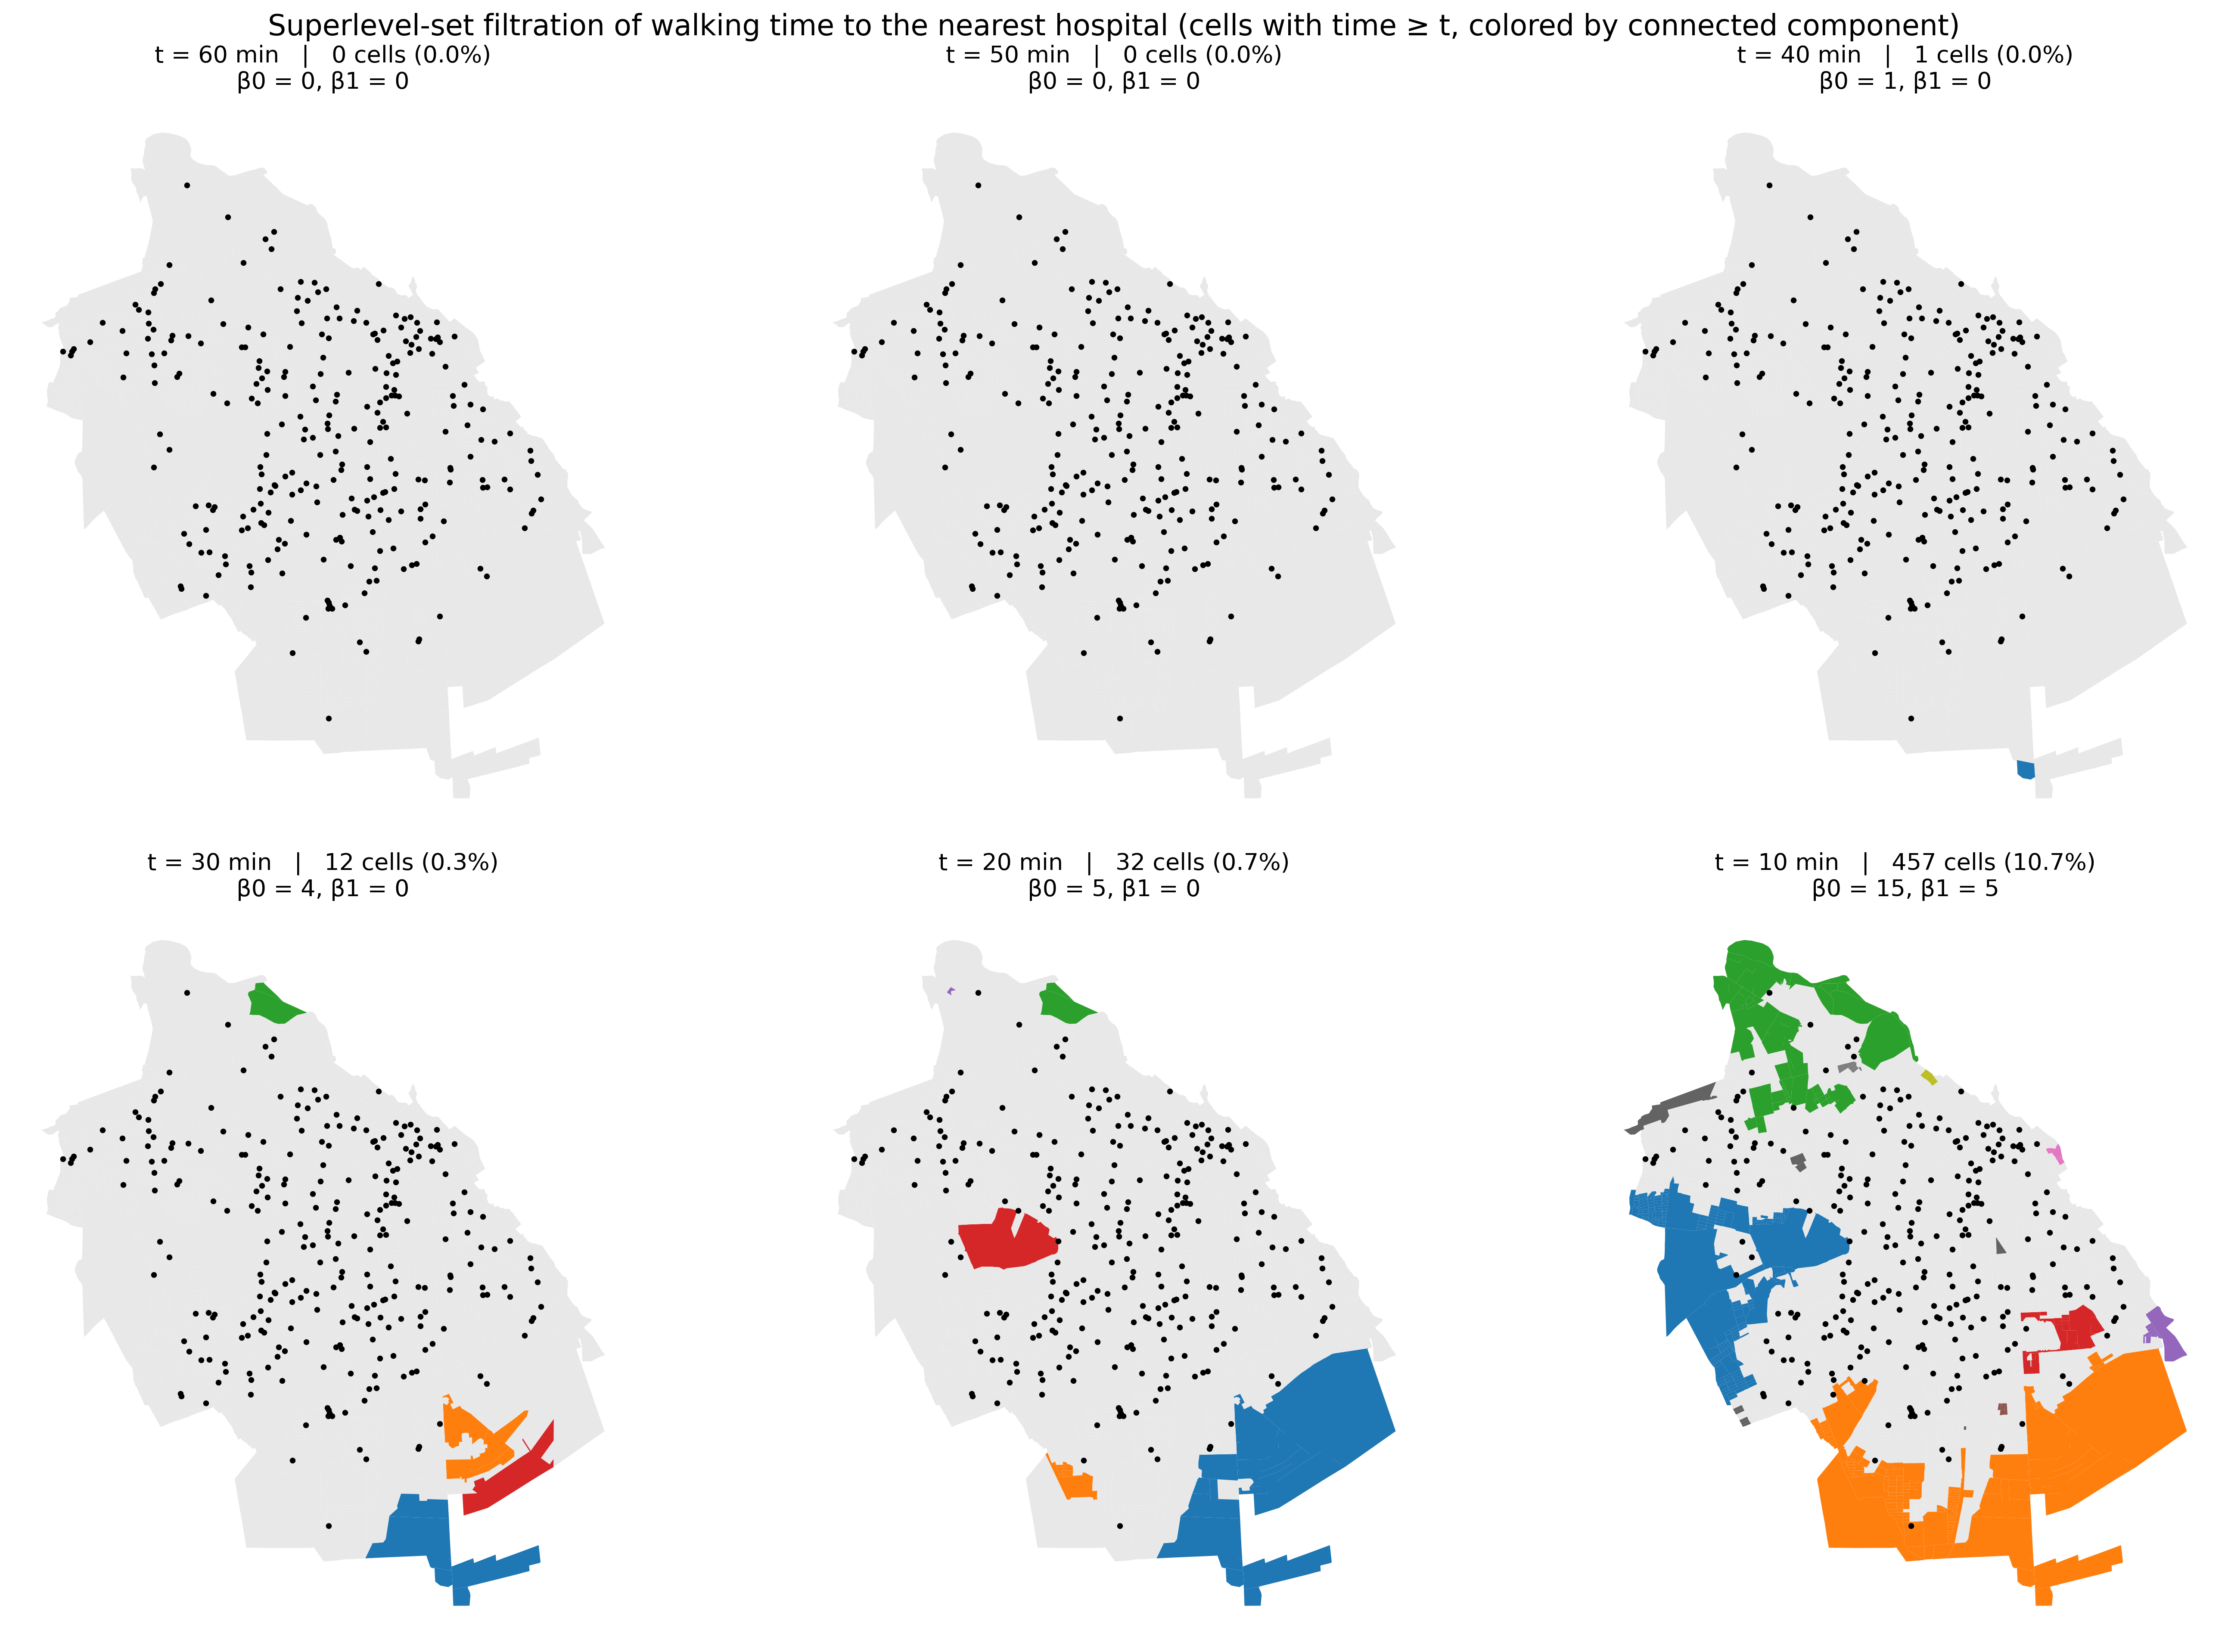 Superlevel-set filtration of walking time to the nearest hospital (cells with time ≥ t, colored by connected component)
t = 60 min | 0 cells (0.0%)
β0 = 0, β1 = 0
t = 50 min | 0 cells (0.0%)
β0 = 0, β1 = 0
t = 40 min | 1 cells (0.0%)
β0 = 1, β1 = 0
t = 30 min | 12 cells (0.3%)
β0 = 4, β1 = 0
t = 20 min | 32 cells (0.7%)
β0 = 5, β1 = 0
t = 10 min | 457 cells (10.7%)
β0 = 15, β1 = 5